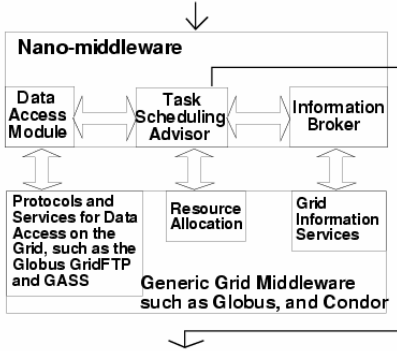 Nano-middleware
Data
Access
Module
Task
Scheduling
Advisor
Information
Broker
Protocols and
Services for Data
Access on the
Grid, such as the
Globus GridFTP
and GASS
Resource
Allocation
Grid
Information
Services
Generic Grid Middleware
such as Globus, and Condor